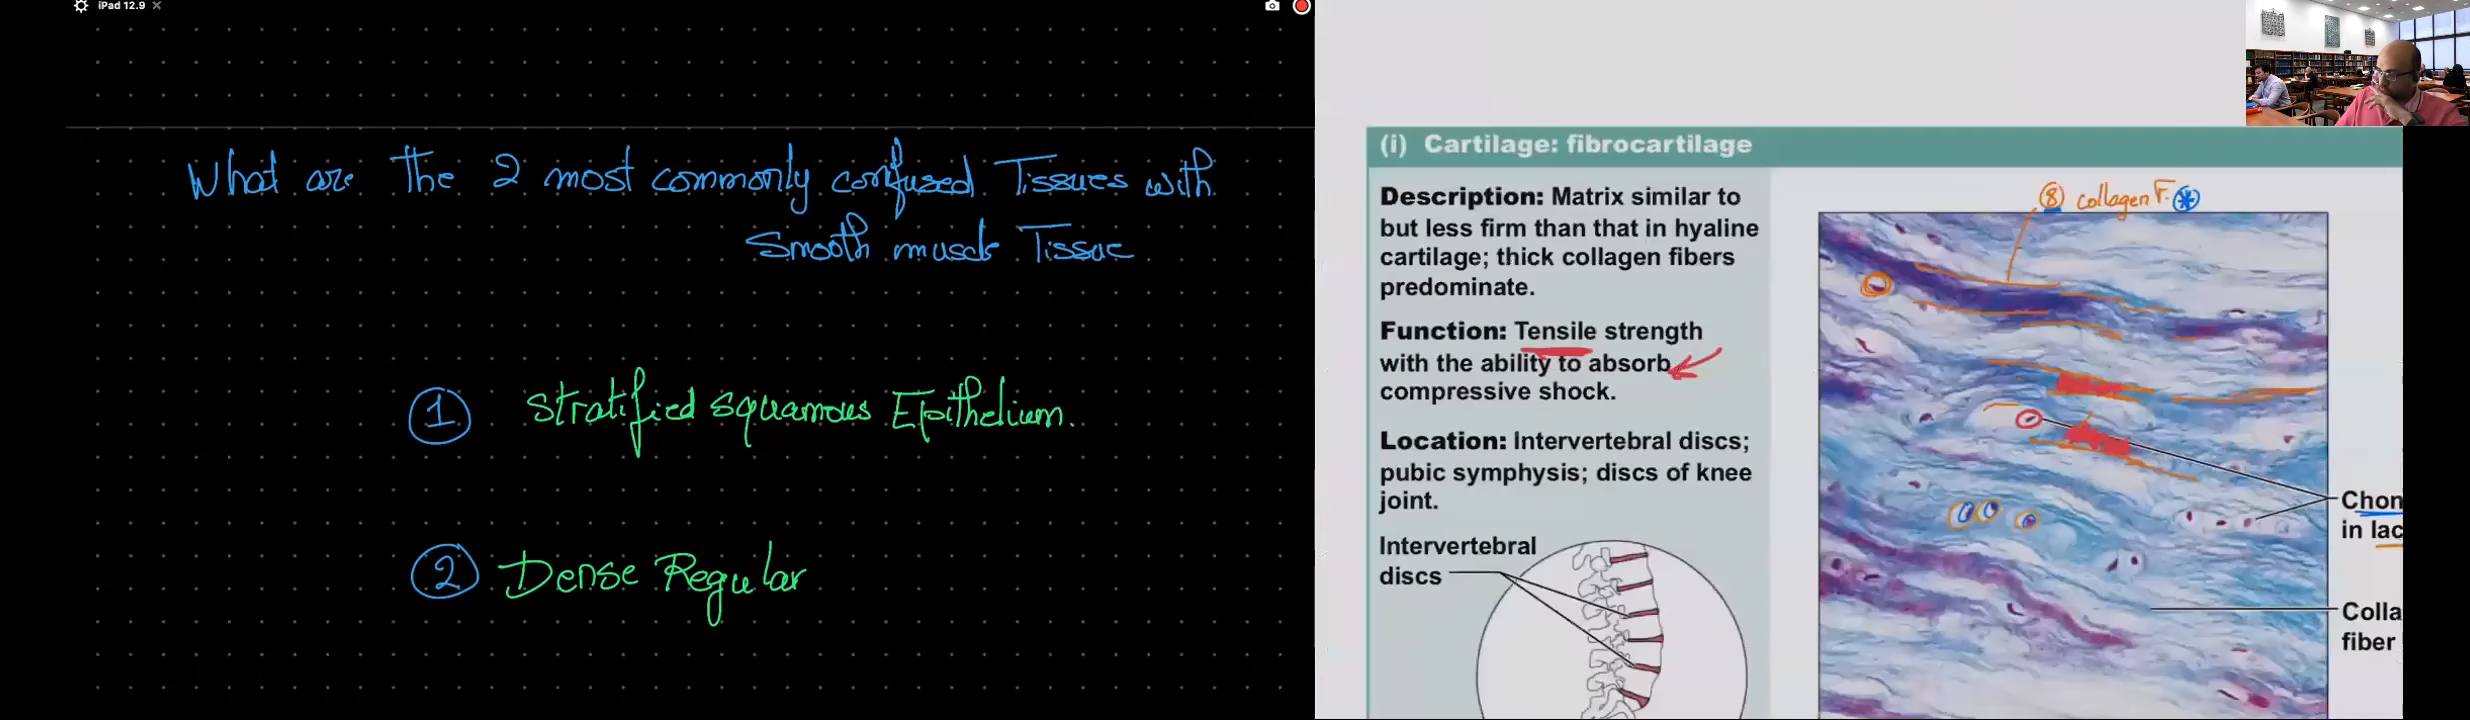 iPad 12.9
What are The 2 most commonly confused Tissues with
Smooth muscle Tissue
1 Stratified Squamous Epithelium.
2 Dense Regular
(i) Cartilage: fibrocartilage
Description: Matrix similar to
but less firm than that in hyaline
cartilage; thick collagen fibers
predominate.
Function: Tensile strength
with the ability to absorb
compressive shock.
Location: Intervertebral discs;
pubic symphysis; discs of knee
joint.
Intervertebral
discs
8 collagen F.
Chon
in lac
Colla
fiber